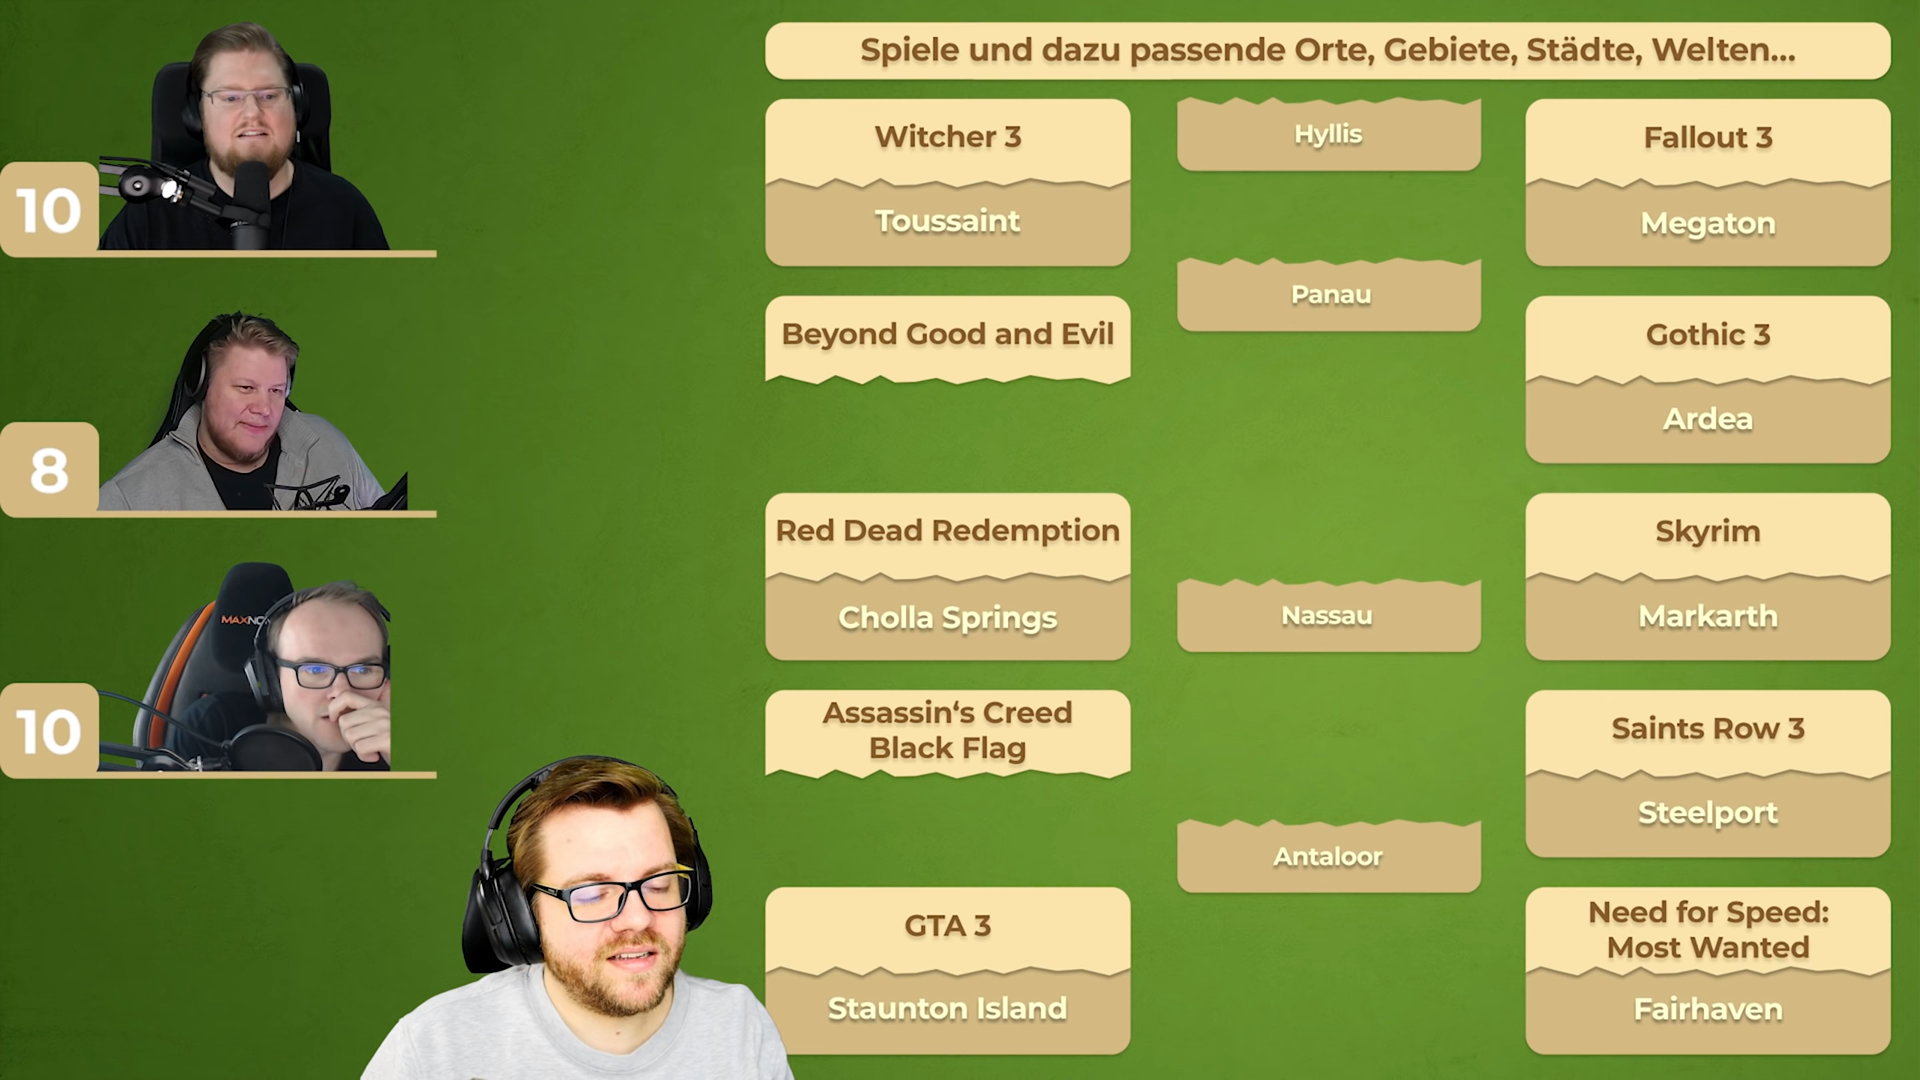 Spiele und dazu passende Orte, Gebiete, Städte, Welten...
10
8
MAXNO
10
Witcher 3
Toussaint
Beyond Good and Evil
Red Dead Redemption
Cholla Springs
Assassin‘s Creed
Black Flag
GTA 3
Staunton Island
Hyllis
Panau
Nassau
Antaloor
Fallout 3
Megaton
Gothic 3
Ardea
Skyrim
Markarth
Saints Row 3
Steelport
Need for Speed:
Most Wanted
Fairhaven